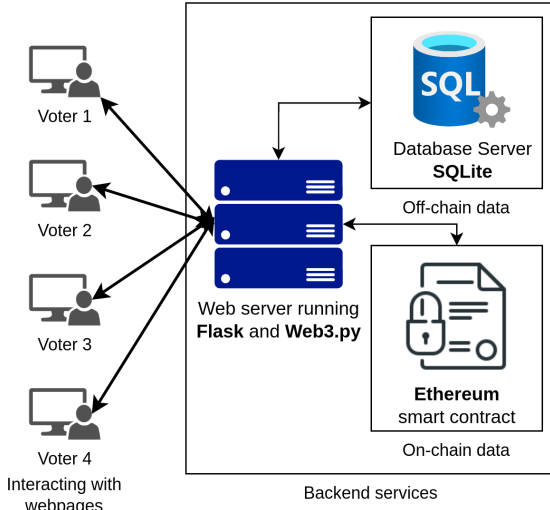 Voter 1
Voter 2
Voter 3
Voter 4
Interacting with
webpages
Web server running
Flask and Web3.py
SQL
Database Server
SQLite
Off-chain data
Ethereum
smart contract
On-chain data
Backend services